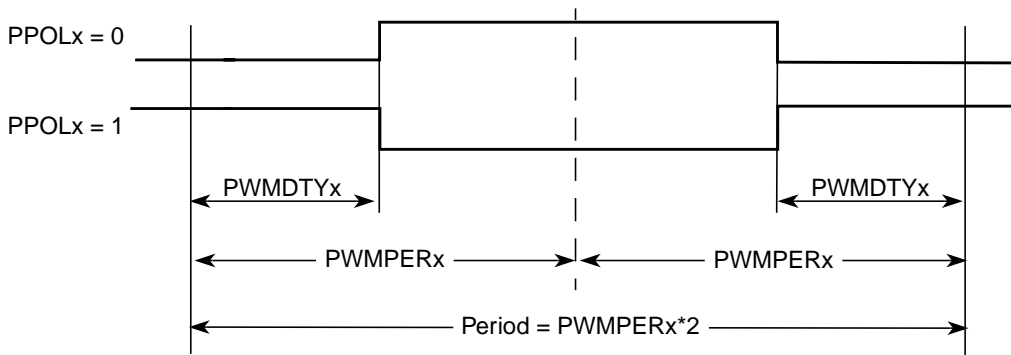 PPOLx = 0
PPOLx = 1
PWMDTYx
PWMDTYx
PWMPERx
PWMPERx
Period = PWMPERx*2